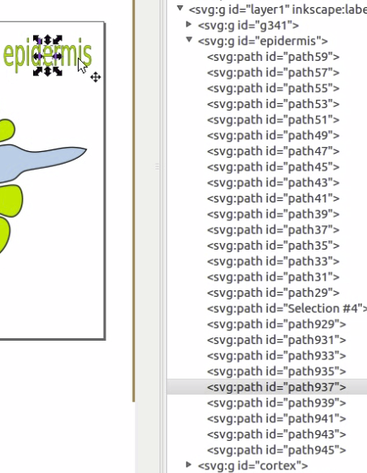 epidermis
<svg:g id="layer1" inkscape:labe
<svg:g id="g341">
<svg:g id="epidermis">
<svg:path id="path59">
<svg:path id="path57">
<svg:path id="path55">
<svg:path id="path53">
<svg:path id="path51">
<svg:path id="path49">
<svg:path id="path47">
<svg:path id="path45">
<svg:path id="path43">
<svg:path id="path41">
<svg:path id="path39">
<svg:path id="path37">
<svg:path id="path35">
<svg:path id="path33">
<svg:path id="path31">
<svg:path id="path29">
<svg:path id="Selection #4">
<svg:path id="path929">
<svg:path id="path931">
<svg:path id="path933">
<svg:path id="path935">
<svg:path id="path937">
<svg:path id="path939">
<svg:path id="path941">
<svg:path id="path943">
<svg:path id="path945">
<svg:g id="cortex">